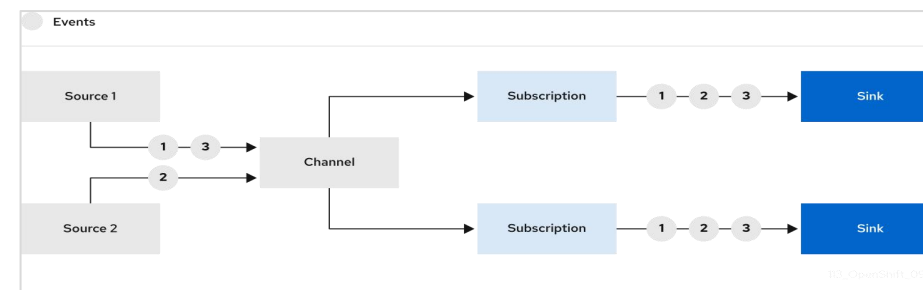 Events
Source 1
Subscription
1
2
3
Sink
1
3
Channel
2
Source 2
Subscription
1
2
3
Sink